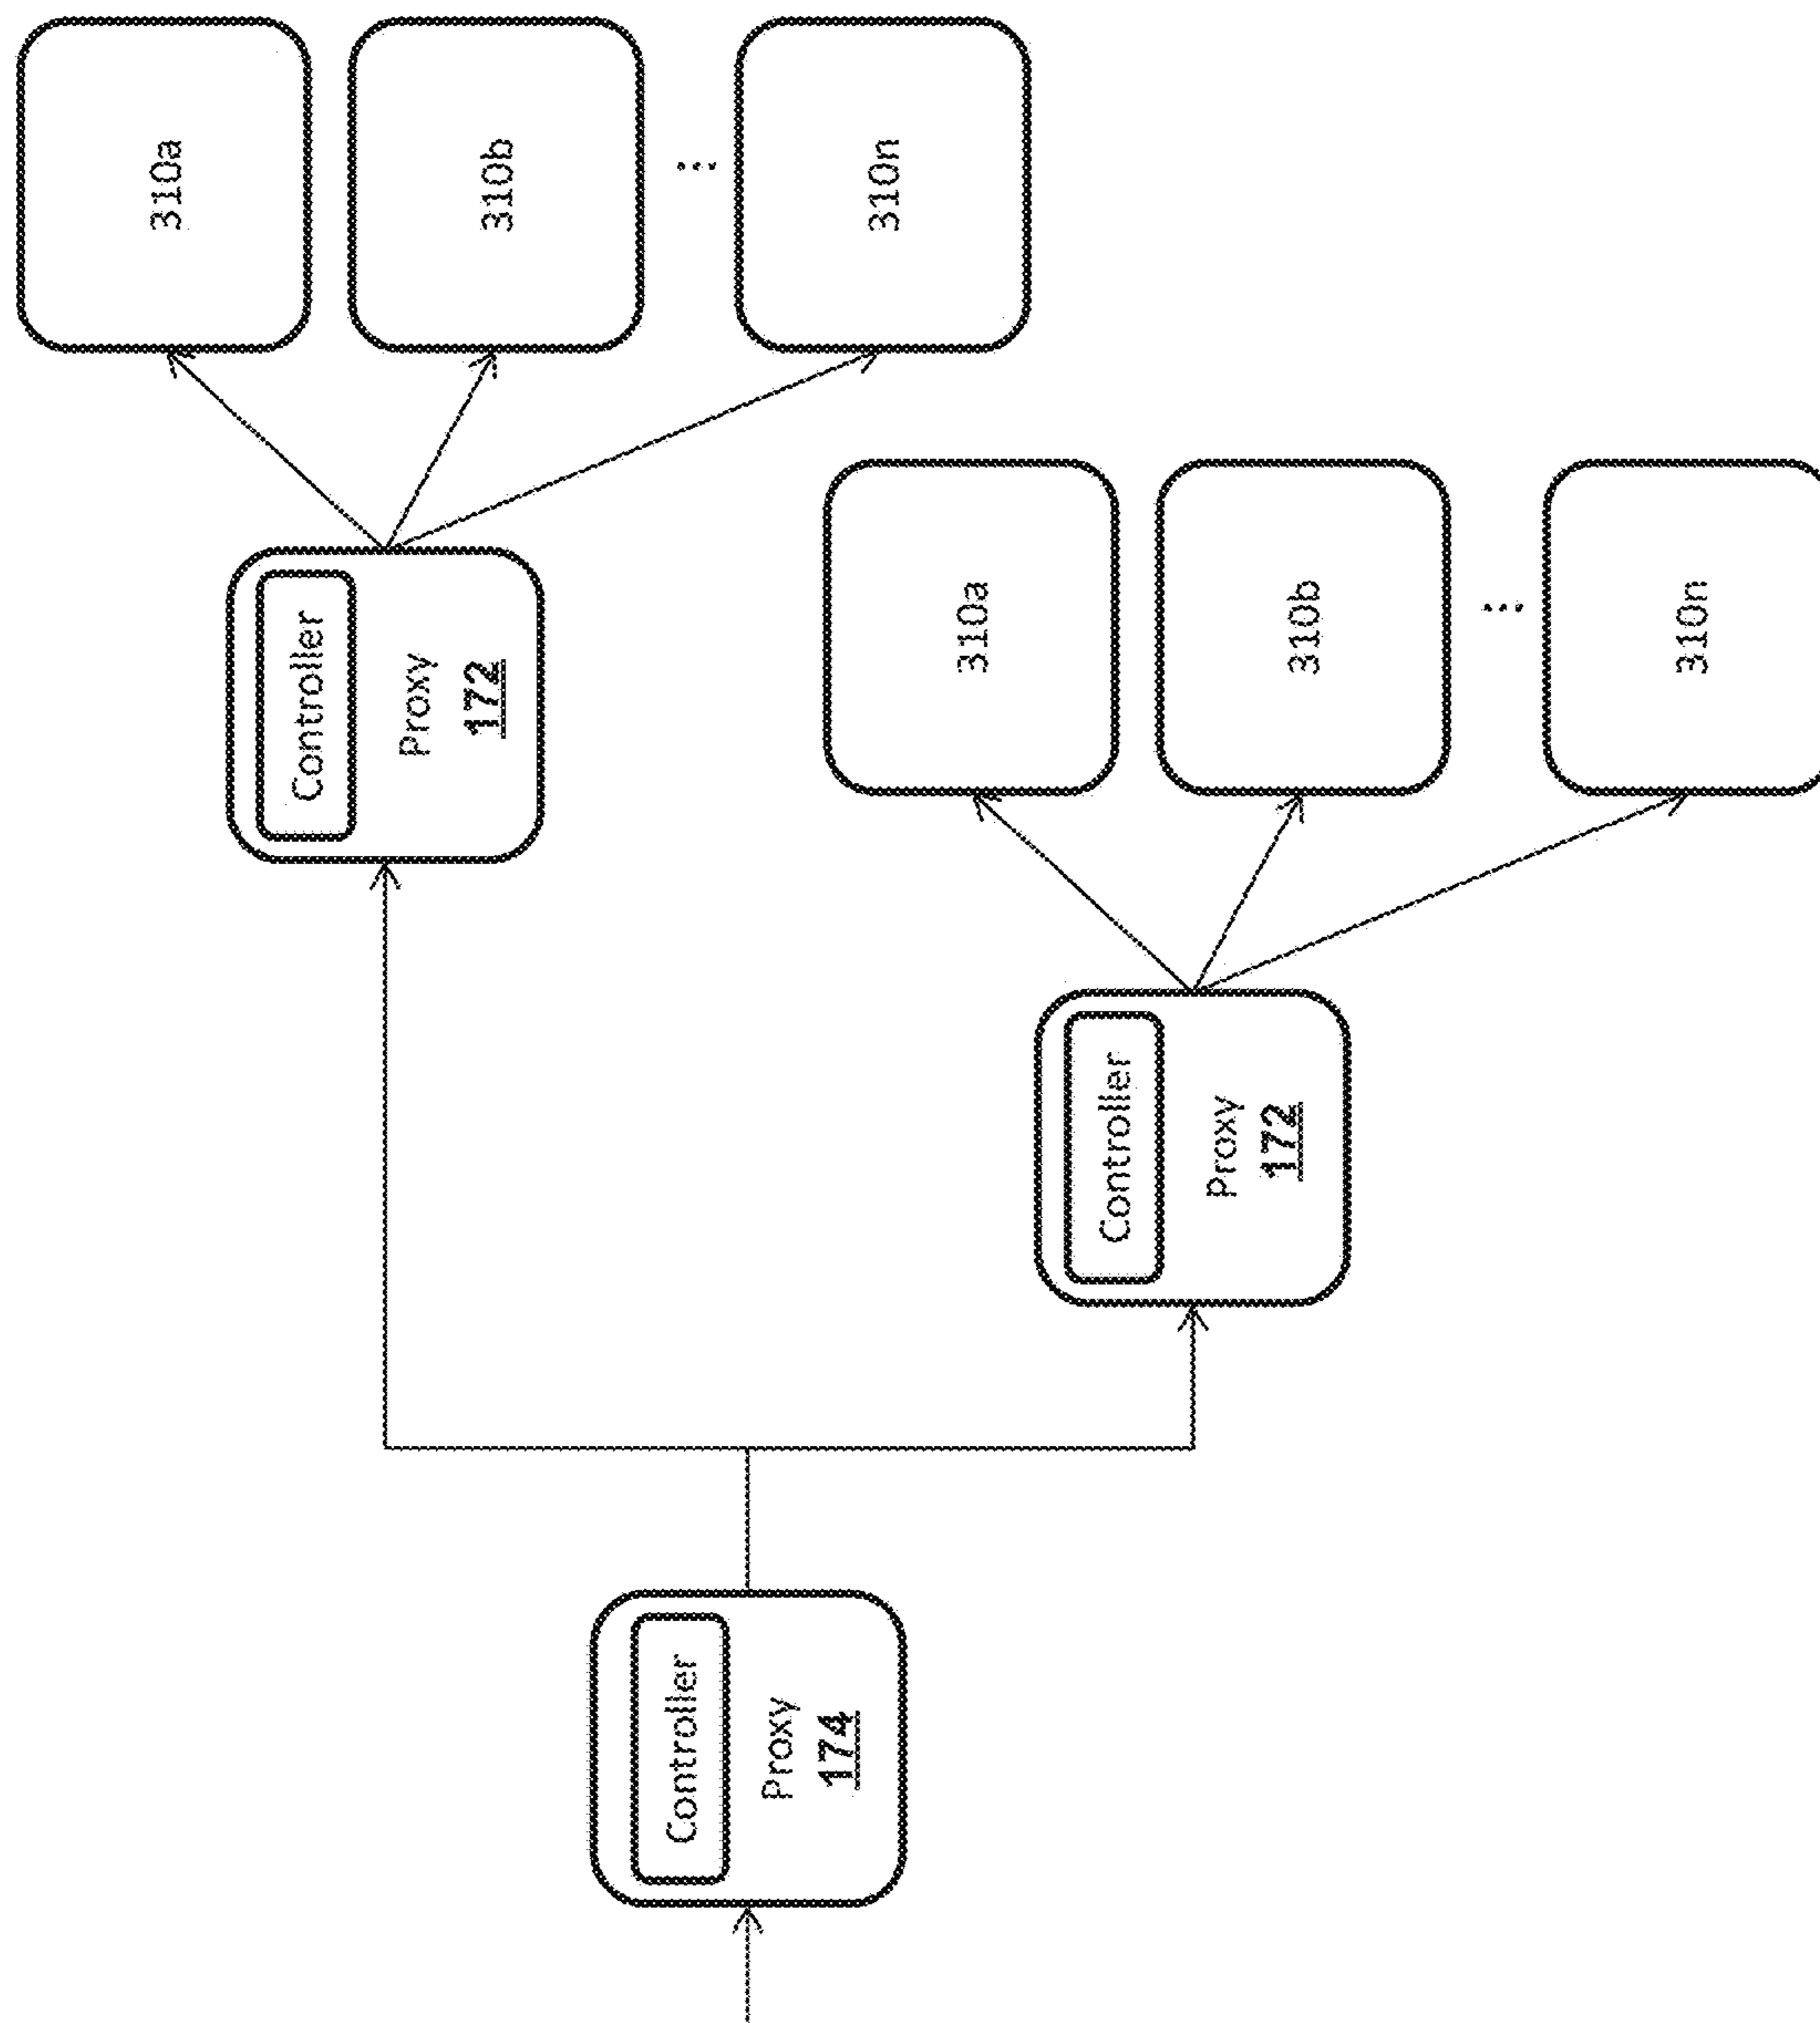 Controller
Proxy
174
Controller
Proxy
172
310a
310b
⋮
310n
Controller
Proxy
172
310a
310b
⋮
310n